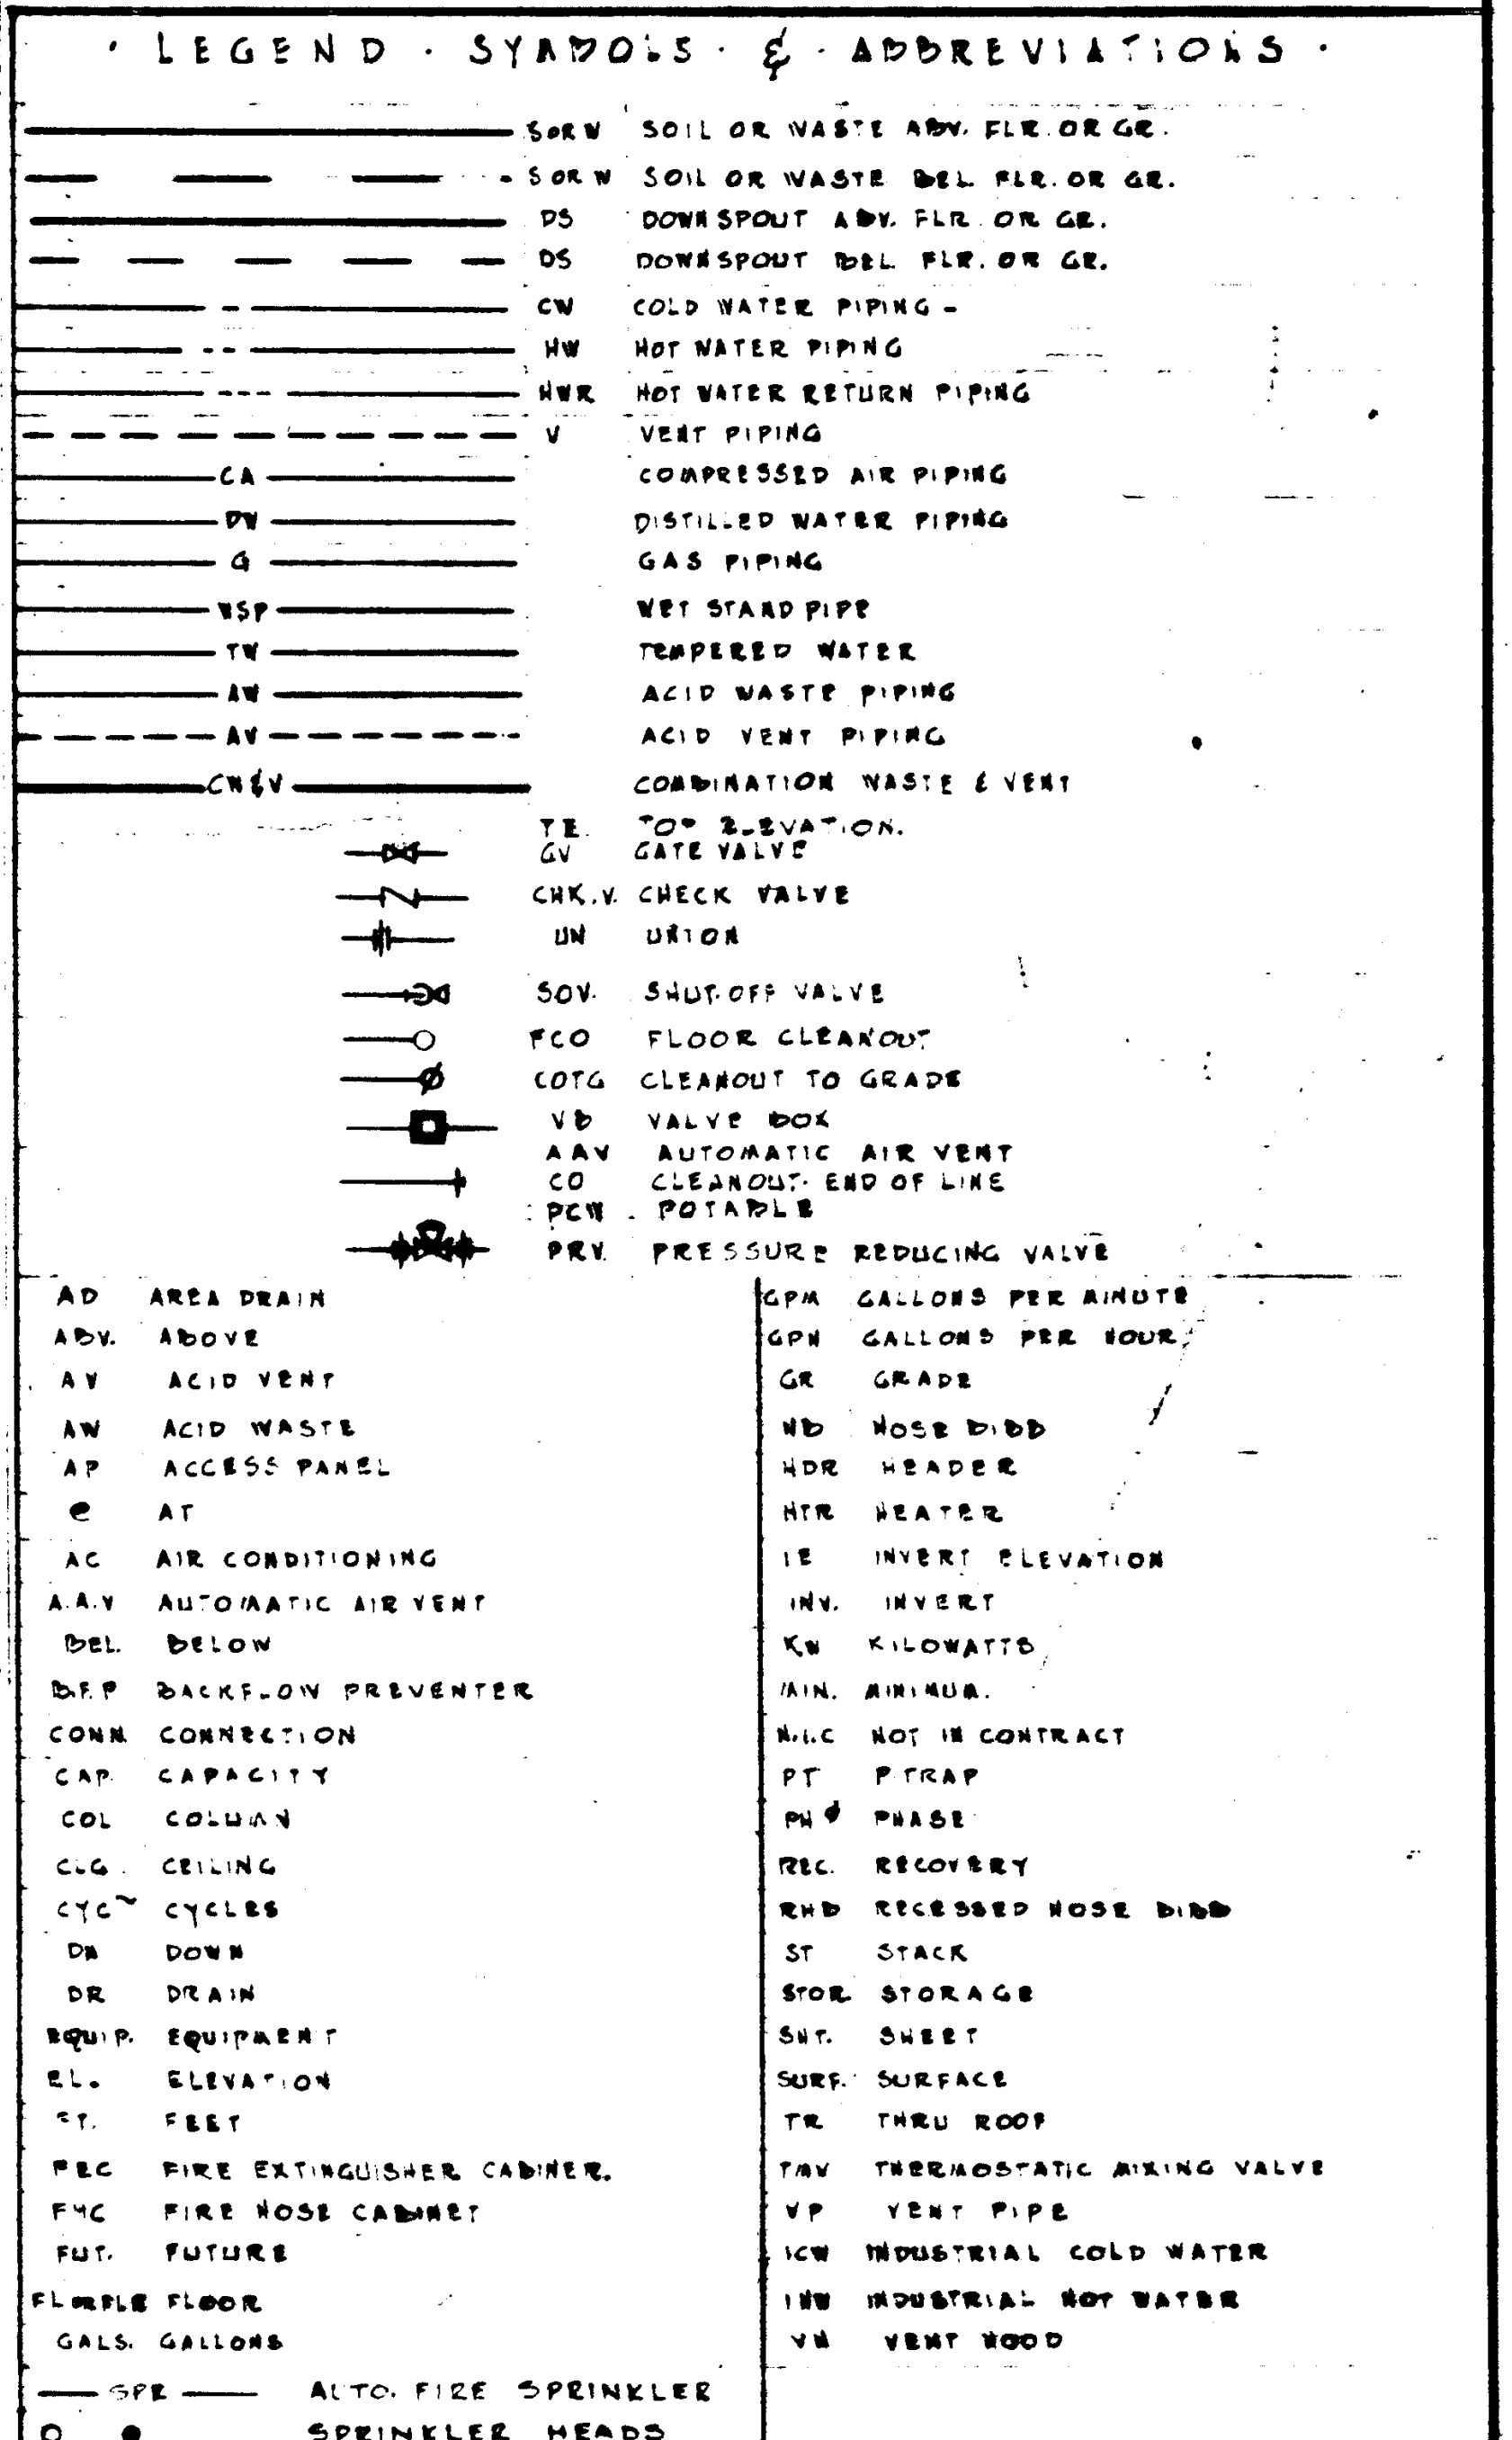 · LEGEND · SYMBOLS · & · ABBREVIATIONS ·
S OR W SOIL OR WASTE ABV. FLR. OR GR.
S OR W SOIL OR WASTE BEL FLR. OR GR.
DS DOWNSPOUT ABV. FLR. OR GR.
DS DOWNSPOUT BEL FLR. OR GR.
CW COLD WATER PIPING -
HW HOT WATER PIPING
HWR HOT WATER RETURN PIPING
V VENT PIPING
CA COMPRESSED AIR PIPING
DW DISTILLED WATER PIPING
G GAS PIPING
WSP WET STAND PIPE
TW TEMPERED WATER
AW ACID WASTE PIPING
AV ACID VENT PIPING
CW&V COMBINATION WASTE & VENT
TE. TOP ELEVATION.
GV GATE VALVE
CHK.V. CHECK VALVE
UN UNION
SOV. SHUT-OFF VALVE
FCO FLOOR CLEANOUT
COTG CLEANOUT TO GRADE
VB VALVE BOX
AAV AUTOMATIC AIR VENT
CO CLEANOUT- END OF LINE
PCW POTABLE
PRV. PRESSURE REDUCING VALVE
AD AREA DRAIN
ABV. ABOVE
AV ACID VENT
AW ACID WASTE
AP ACCESS PANEL
@ AT
AC AIR CONDITIONING
A.A.V AUTOMATIC AIR VENT
BEL. BELOW
B.F.P BACKFLOW PREVENTER
CONN. CONNECTION
CAP. CAPACITY
COL COLUMN
CLG. CEILING
CYC~ CYCLES
DN DOWN
DR DRAIN
EQUIP. EQUIPMENT
EL. ELEVATION
FT. FEET
FEC FIRE EXTINGUISHER CABINET.
FHC FIRE HOSE CABINET
FUT. FUTURE
FL OR FLR FLOOR
GALS. GALLONS
SPR AUTO. FIRE SPRINKLER
SPRINKLER HEADS
GPM GALLONS PER MINUTE
GPH GALLONS PER HOUR
GR GRADE
HB HOSE BIBB
HDR HEADER
HTR HEATER
IE INVERT ELEVATION
INV. INVERT
KW KILOWATTS
MIN. MINIMUM.
N.I.C NOT IN CONTRACT
PT P-TRAP
PH ϕ PHASE
REC. RECOVERY
RHB RECESSED HOSE BIBB
ST STACK
STOR. STORAGE
SHT. SHEET
SURF. SURFACE
TR THRU ROOF
TMV THERMOSTATIC MIXING VALVE
VP VENT PIPE
ICW INDUSTRIAL COLD WATER
IHW INDUSTRIAL HOT WATER
VH VENT HOOD